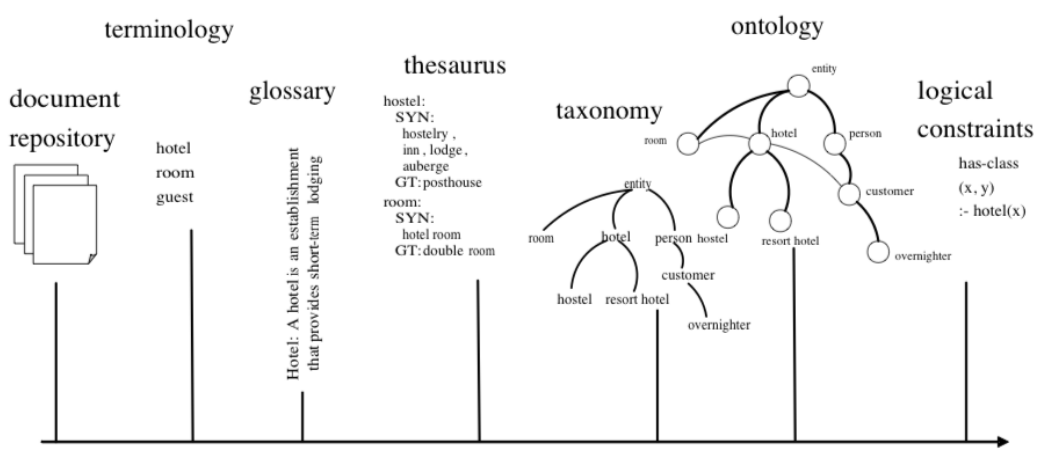 terminology
ontology
thesaurus
glossary
document
repository
taxonomy
logical
constraints
hotel
room
guest
Hotel: A hotel is an establishment
that provides short-term lodging
hostel:
SYN:
hostelry ,
inn , lodge ,
auberge
GT:posthouse
room:
SYN:
hotel room
GT:double room
entity
room
hotel
person
hostel
resort hotel
customer
overnighter
entity
room
hotel
person
customer
hostel
resort hotel
overnighter
has-class
(x, y)
:- hotel(x)